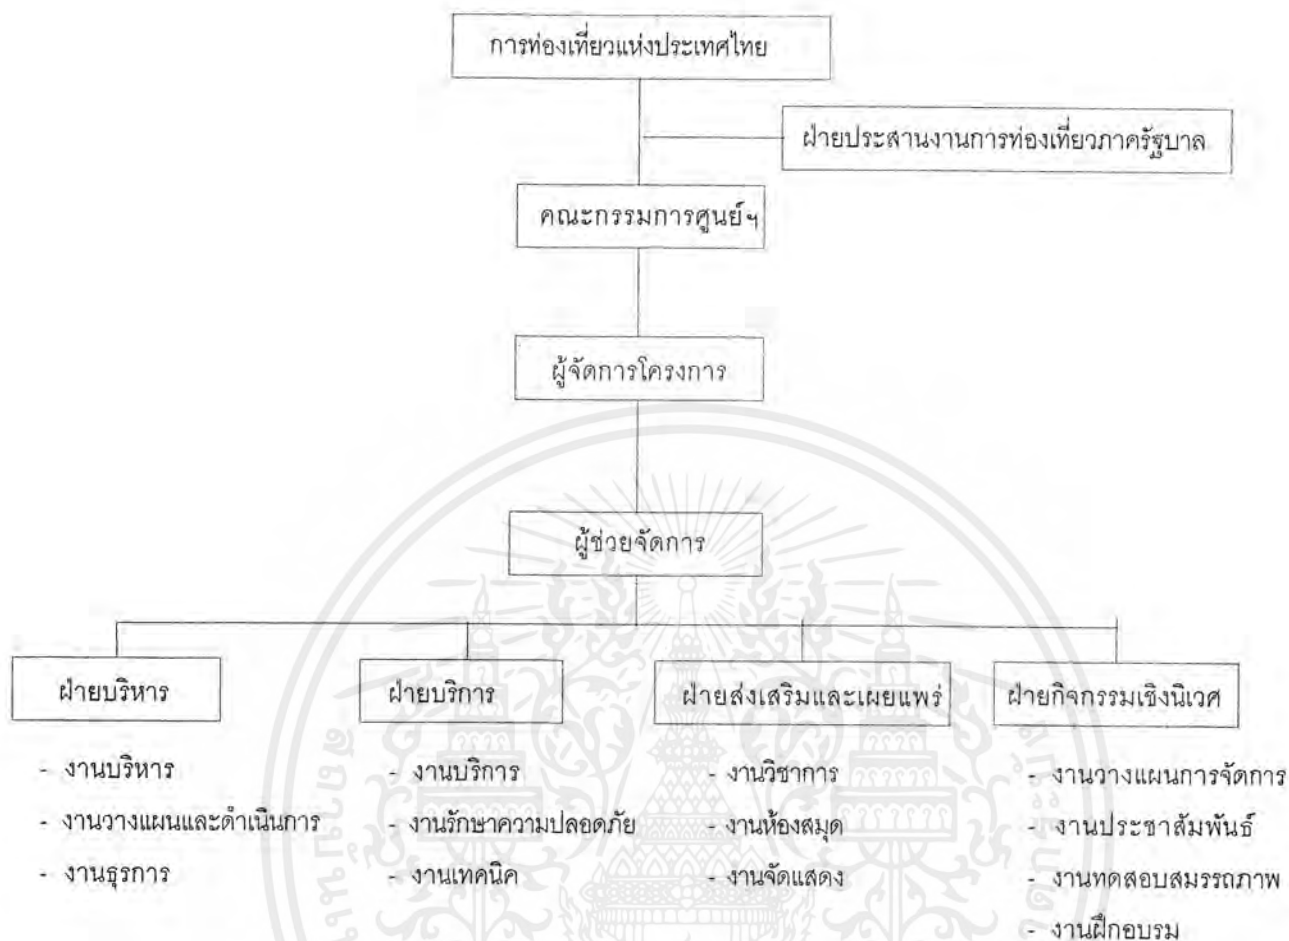 การท่องเที่ยวแห่งประเทศไทย
ฝ่ายประสานงานการท่องเที่ยวภาครัฐบาล
คณะกรรมการศูนย์ฯ
ผู้จัดการโครงการ
ผู้ช่วยจัดการ
ฝ่ายบริหาร
ฝ่ายบริการ
ฝ่ายส่งเสริมและเผยแพร่
ฝ่ายกิจกรรมเชิงนิเวศ
- งานบริหาร
- งานวางแผนและดำเนินการ
- งานธุรการ
- งานบริการ
- งานรักษาความปลอดภัย
- งานเทคนิค
- งานวิชาการ
- งานห้องสมุด
- งานจัดแสดง
- งานวางแผนการจัดการ
- งานประชาสัมพันธ์
- งานทดสอบสมรรถภาพ
- งานฝึกอบรม